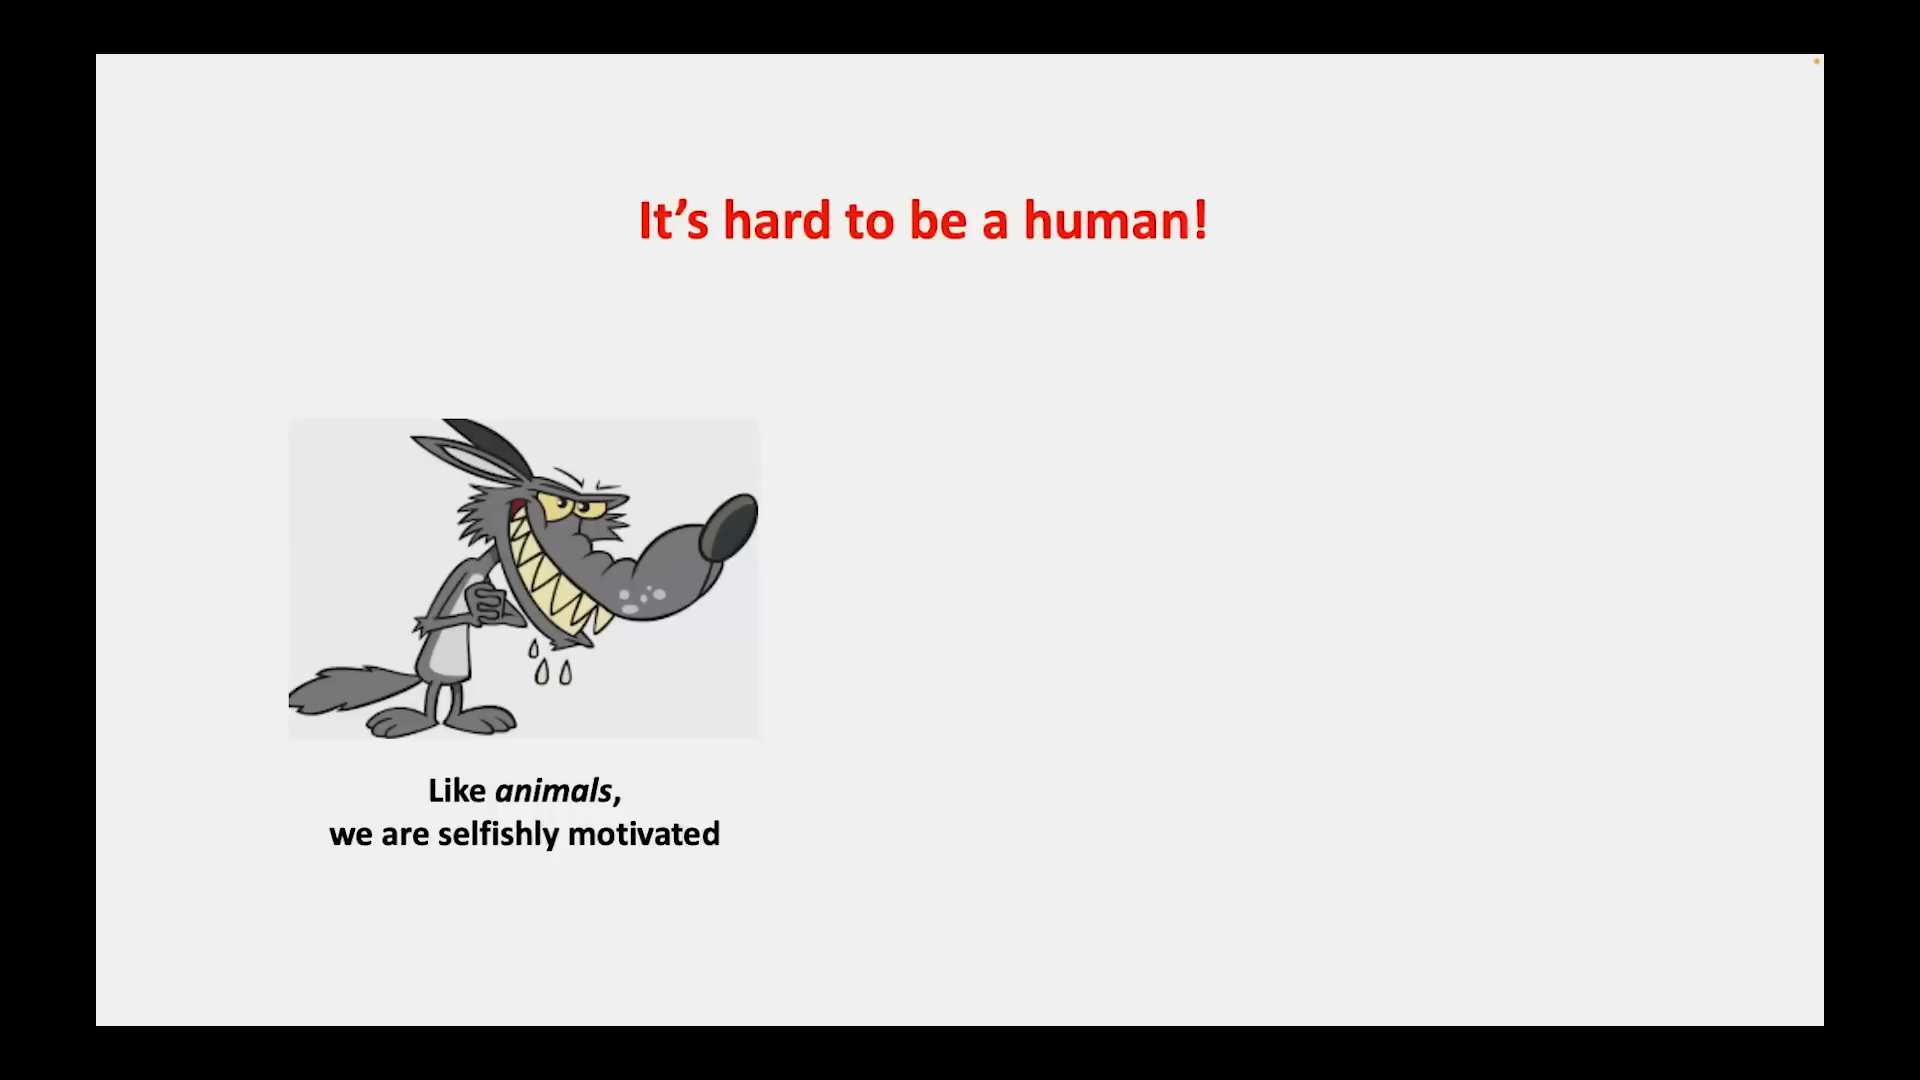 It’s hard to be a human!
Like animals,
we are selfishly motivated